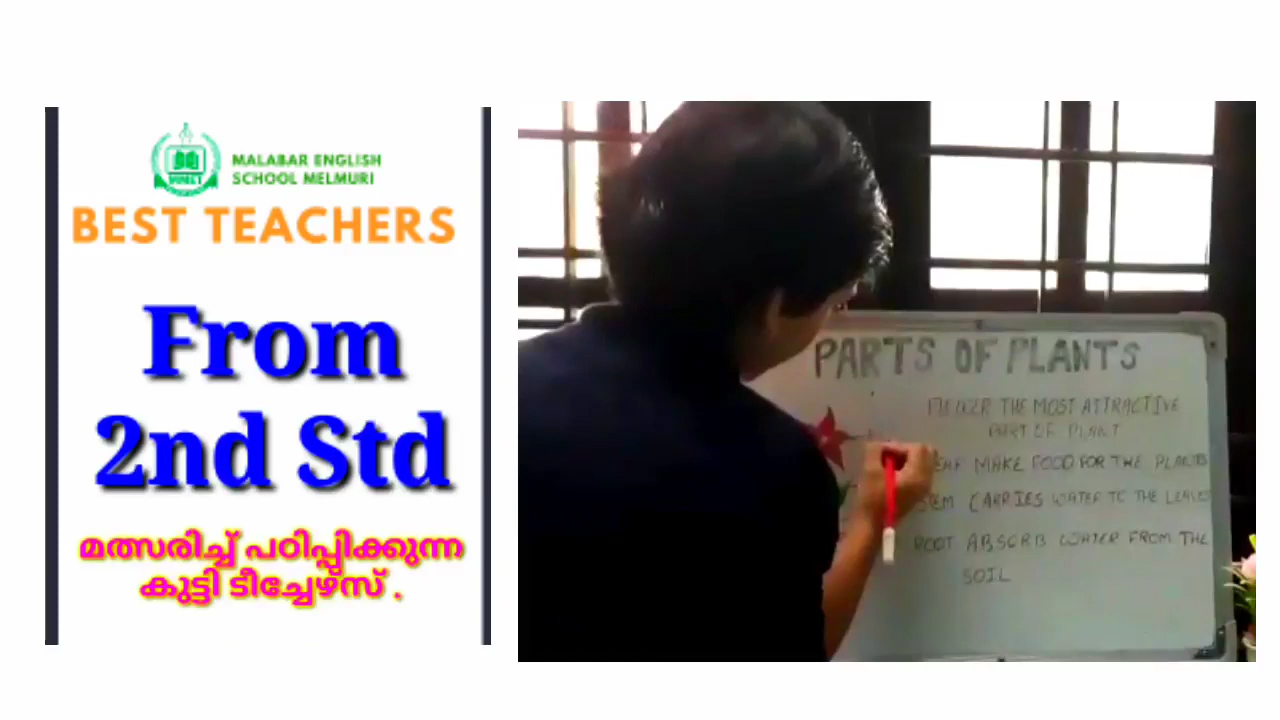 MALABAR ENGLISH
SCHOOL MELMURI
BEST TEACHERS
From
2nd Std
മത്സരിച്ച് പഠിപ്പിക്കുന്ന
കുട്ടി ടീച്ചേഴ്സ് .
PARTS OF PLANTS
FLOWER THE MOST ATTRACTIVE
PART OF PLANT
MAKE FOOD FOR THE PLANTS
STEM CARRIES WATER TO THE LEAVES
ROOT ABSORB WATER FROM THE
SOIL